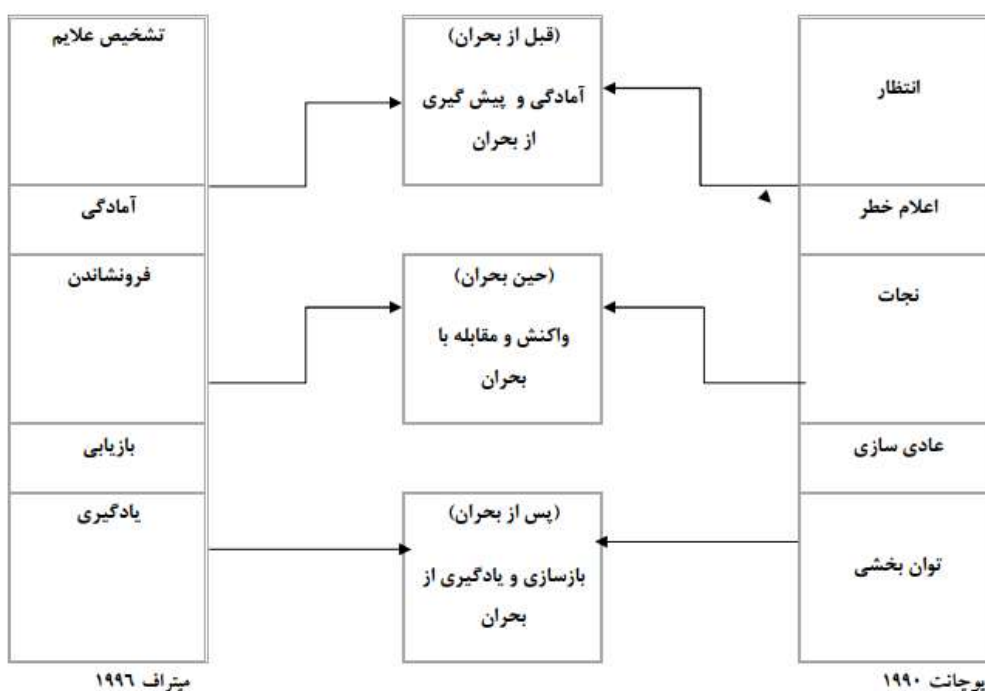 انتظار
اعلام خطر
نجات
عادی سازی
توان بخشی
۱۹۹۰
(قبل از بحران)
آمادگی و پیش گیری
از بحران
(حین بحران)
واکنش و مقابله با
بحران
(پس از بحران)
بازسازی و یادگیری از
بحران
تشخیص علایم
آمادگی
فرونشاندن
بازیابی
یادگیری
میتراف ۱۹۹۶